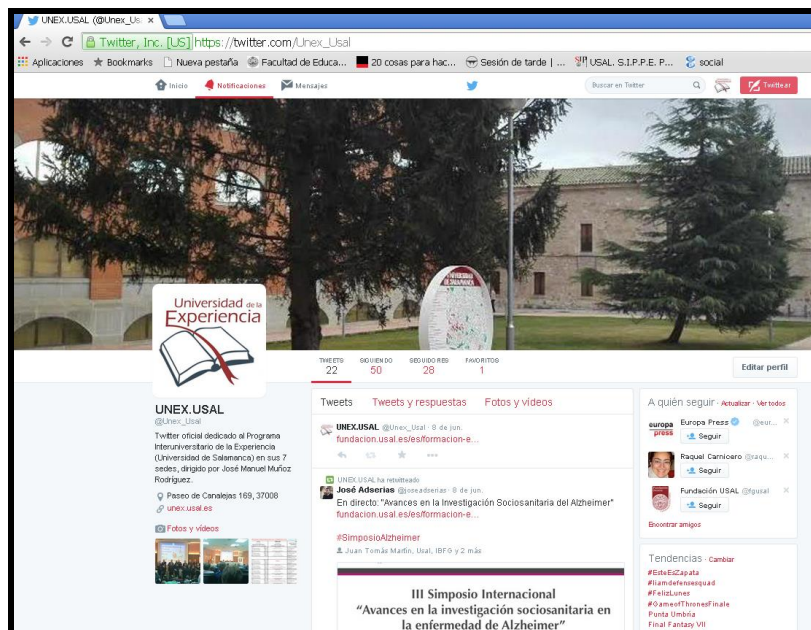 UNEX.USAL (@Unex_Us
Twitter, Inc. [US] https://twitter.com/Unex_Usal
Aplicaciones Bookmarks Nueva pestaña Facultad de Educa... 20 cosas para hac... Sesión de tarde | ... USAL. S.I.P.P.E. P... social
Inicio Notificaciones Mensajes Buscar en Twitter Twittear
UNIVERSIDAD DE SALAMANCA
Universidad de la
Experiencia
TWEETS SIGUIENDO SEGUIDORES FAVORITOS
22 50 28 1
Editar perfil
UNEX.USAL
@Unex_Usal
Twitter oficial dedicado al Programa
Interuniversitario de la Experiencia
(Universidad de Salamanca) en sus 7
sedes, dirigido por José Manuel Muñoz
Rodríguez.
Paseo de Canalejas 169, 37008
unex.usal.es
Fotos y vídeos
Tweets Tweets y respuestas Fotos y vídeos
UNEX.USAL @Unex_Usal · 8 de jun.
fundacion.usal.es/es/formacion-e...
UNEX.USAL ha retwitteado
José Adserias @joseadserias · 8 de jun.
En directo: "Avances en la Investigación Sociosanitaria del Alzheimer"
fundacion.usal.es/es/formacion-e...
#SimposioAlzheimer
Juan Tomás Martín, Usal, IBFG y 2 más
III Simposio Internacional
“Avances en la investigación sociosanitaria en
la enfermedad de Alzheimer”
A quién seguir · Actualizar · Ver todos
europa press
Europa Press @eur...
Seguir
Raquel Carnicero @raqu...
Seguir
Fundación USAL @fgusal
Seguir
Encontrar amigos
Tendencias · Cambiar
#EsteEsZapata
#liamdefensesquad
#FelizLunes
#GameofThronesFinale
Punta Umbría
Final Fantasy VII